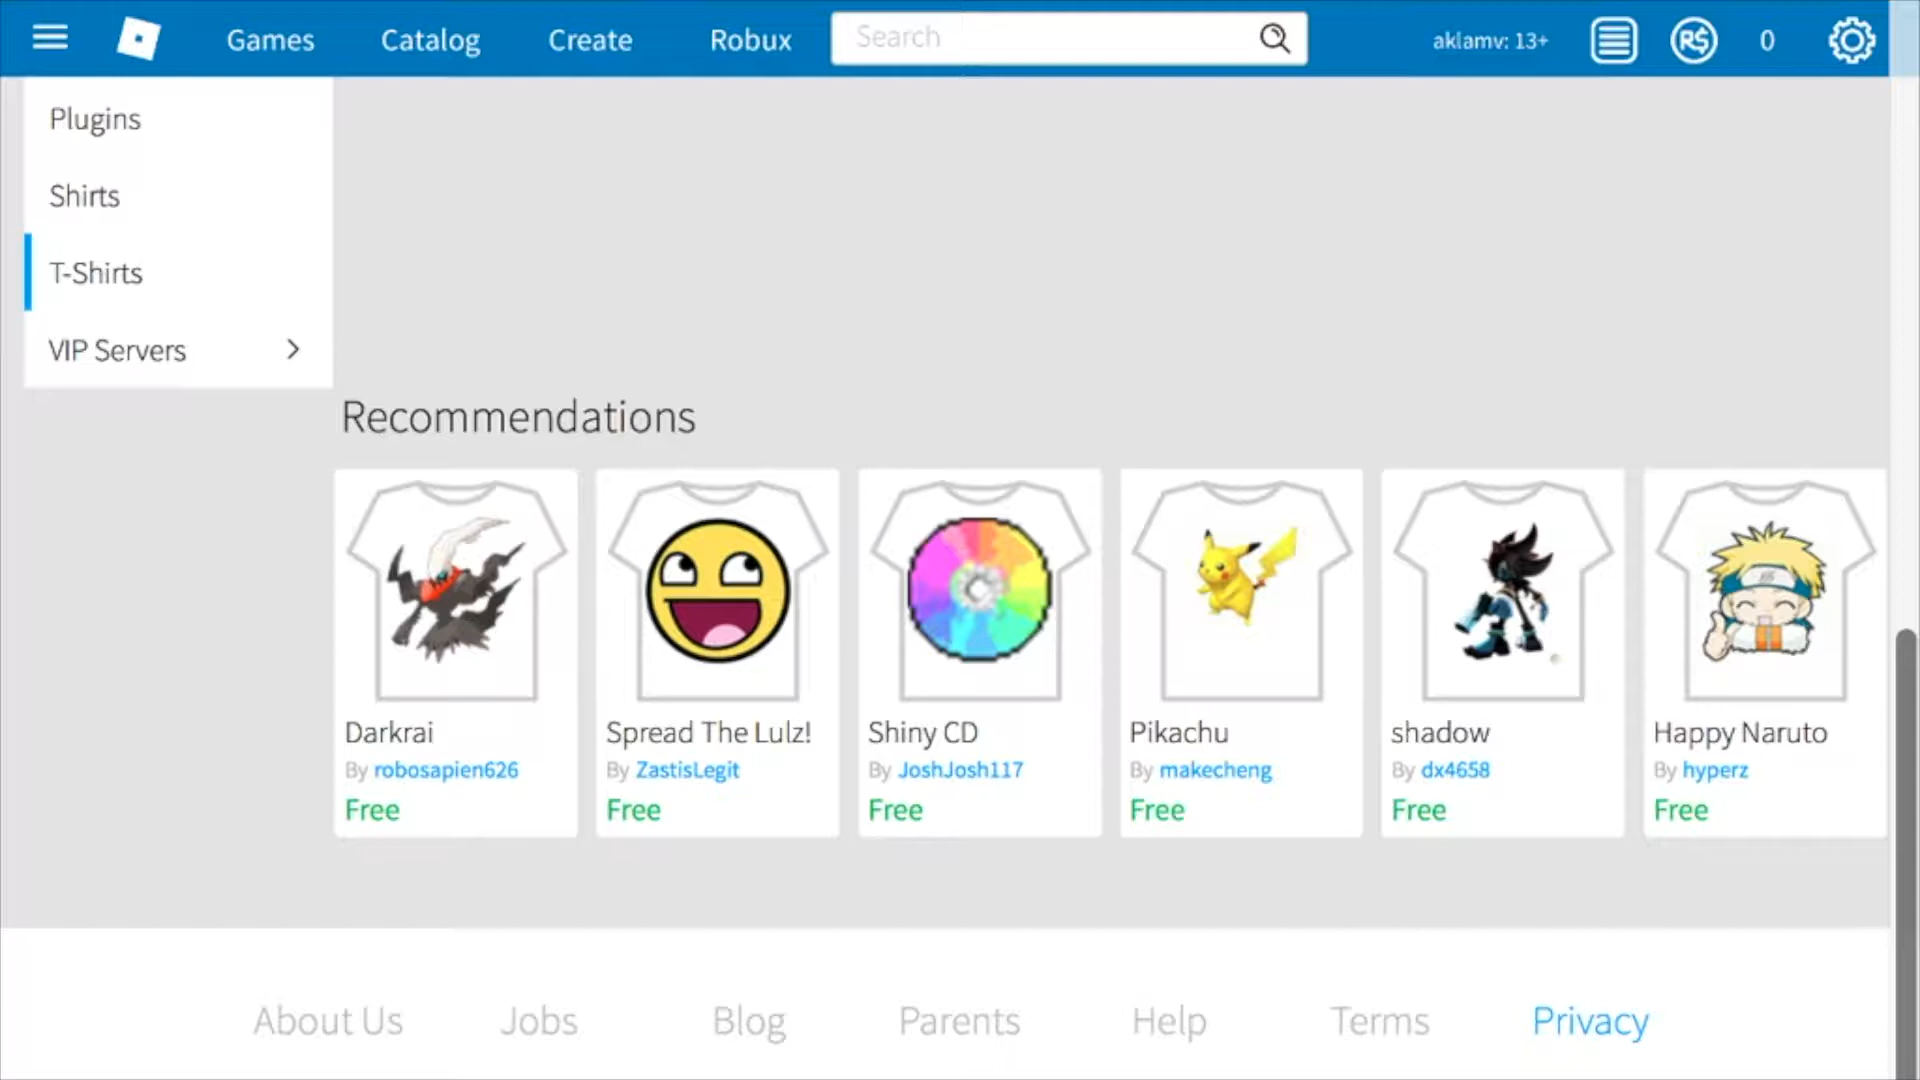 Games Catalog Create Robux Search aklamv: 13+ R$ 0
Plugins
Shirts
T-Shirts
VIP Servers
Recommendations
Darkrai
By robosapien626
Free
Spread The Lulz!
By ZastisLegit
Free
Shiny CD
By JoshJosh117
Free
Pikachu
By makecheng
Free
shadow
By dx4658
Free
Happy Naruto
By hyperz
Free
About Us Jobs Blog Parents Help Terms Privacy